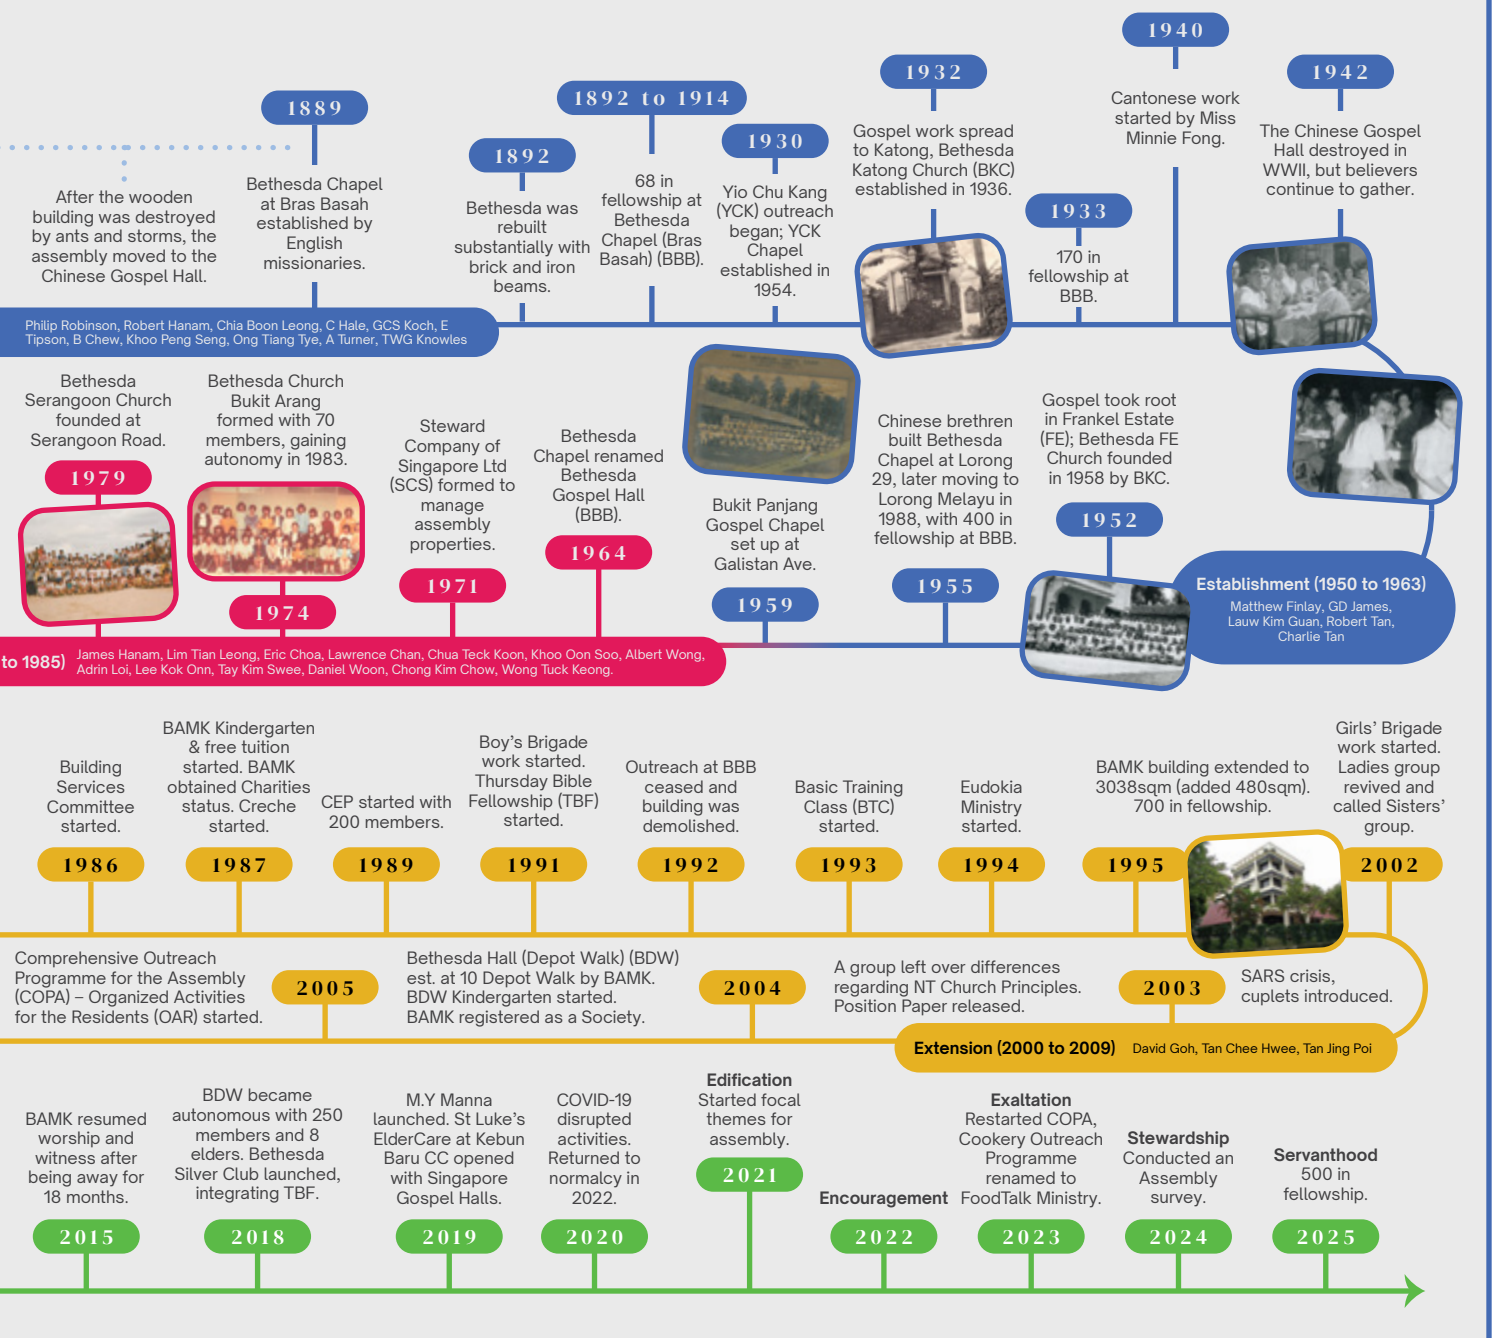 After the wooden
building was destroyed
by ants and storms, the
assembly moved to the
Chinese Gospel Hall.
1889
Bethesda Chapel
at Bras Basah
established by
English
missionaries.
1892
Bethesda was
rebuilt
substantially with
brick and iron
beams.
1892 to 1914
68 in
fellowship at
Bethesda
Chapel (Bras
Basah) (BBB).
1930
Yio Chu Kang
(YCK) outreach
began; YCK
Chapel
established in
1954.
1932
Gospel work spread
to Katong, Bethesda
Katong Church (BKC)
established in 1936.
1933
170 in
fellowship at
BBB.
1940
Cantonese work
started by Miss
Minnie Fong.
1942
The Chinese Gospel
Hall destroyed in
WWII, but believers
continue to gather.
Philip Robinson, Robert Hanam, Chia Boon Leong, C Hale, GCS Koch, E
Tipson, B Chew, Khoo Peng Seng, Ong Tiang Tye, A Turner, TWG Knowles
Bethesda
Serangoon Church
founded at
Serangoon Road.
1979
Bethesda Church
Bukit Arang
formed with 70
members, gaining
autonomy in 1983.
1974
Steward
Company of
Singapore Ltd
(SCS) formed to
manage
assembly
properties.
1971
Bethesda
Chapel renamed
Bethesda
Gospel Hall
(BBB).
1964
Bukit Panjang
Gospel Chapel
set up at
Galistan Ave.
1959
Chinese brethren
built Bethesda
Chapel at Lorong
29, later moving to
Lorong Melayu in
1988, with 400 in
fellowship at BBB.
1955
Gospel took root
in Frankel Estate
(FE); Bethesda FE
Church founded
in 1958 by BKC.
1952
Establishment (1950 to 1963)
Matthew Finlay, GD James,
Lauw Kim Guan, Robert Tan,
Charlie Tan
to 1985)
James Hanam, Lim Tian Leong, Eric Choa, Lawrence Chan, Chua Teck Koon, Khoo Oon Soo, Albert Wong,
Adrin Loi, Lee Kok Onn, Tay Kim Swee, Daniel Woon, Chong Kim Chow, Wong Tuck Keong.
Building
Services
Committee
started.
1986
BAMK Kindergarten
& free tuition
started. BAMK
obtained Charities
status. Creche
started.
1987
CEP started with
200 members.
1989
Boy's Brigade
work started.
Thursday Bible
Fellowship (TBF)
started.
1991
Outreach at BBB
ceased and
building was
demolished.
1992
Basic Training
Class (BTC)
started.
1993
Eudokia
Ministry
started.
1994
BAMK building extended to
3038sqm (added 480sqm).
700 in fellowship.
1995
Girls' Brigade
work started.
Ladies group
revived and
called Sisters'
group.
2002
Comprehensive Outreach
Programme for the Assembly
(COPA) – Organized Activities
for the Residents (OAR) started.
2005
Bethesda Hall (Depot Walk) (BDW)
est. at 10 Depot Walk by BAMK.
BDW Kindergarten started.
BAMK registered as a Society.
2004
A group left over differences
regarding NT Church Principles.
Position Paper released.
2003
SARS crisis,
cuplets introduced.
Extension (2000 to 2009)
David Goh, Tan Chee Hwee, Tan Jing Poi
BAMK resumed
worship and
witness after
being away for
18 months.
2015
BDW became
autonomous with 250
members and 8
elders. Bethesda
Silver Club launched,
integrating TBF.
2018
M.Y Manna
launched. St Luke's
ElderCare at Kebun
Baru CC opened
with Singapore
Gospel Halls.
2019
COVID-19
disrupted
activities.
Returned to
normalcy in
2022.
2020
Edification
Started focal
themes for
assembly.
2021
Encouragement
2022
Exaltation
Restarted COPA,
Cookery Outreach
Programme
renamed to
FoodTalk Ministry.
2023
Stewardship
Conducted an
Assembly
survey.
2024
Servanthood
500 in
fellowship.
2025